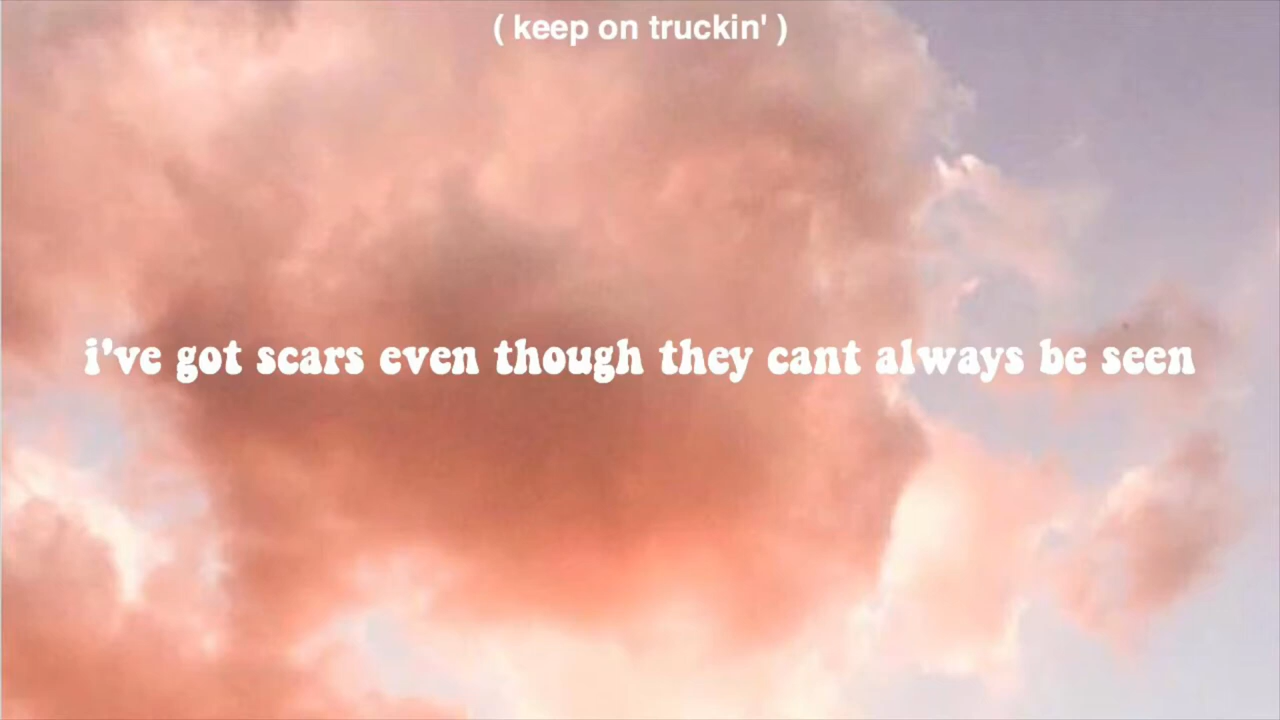 ( keep on truckin' )
i've got scars even though they cant always be seen